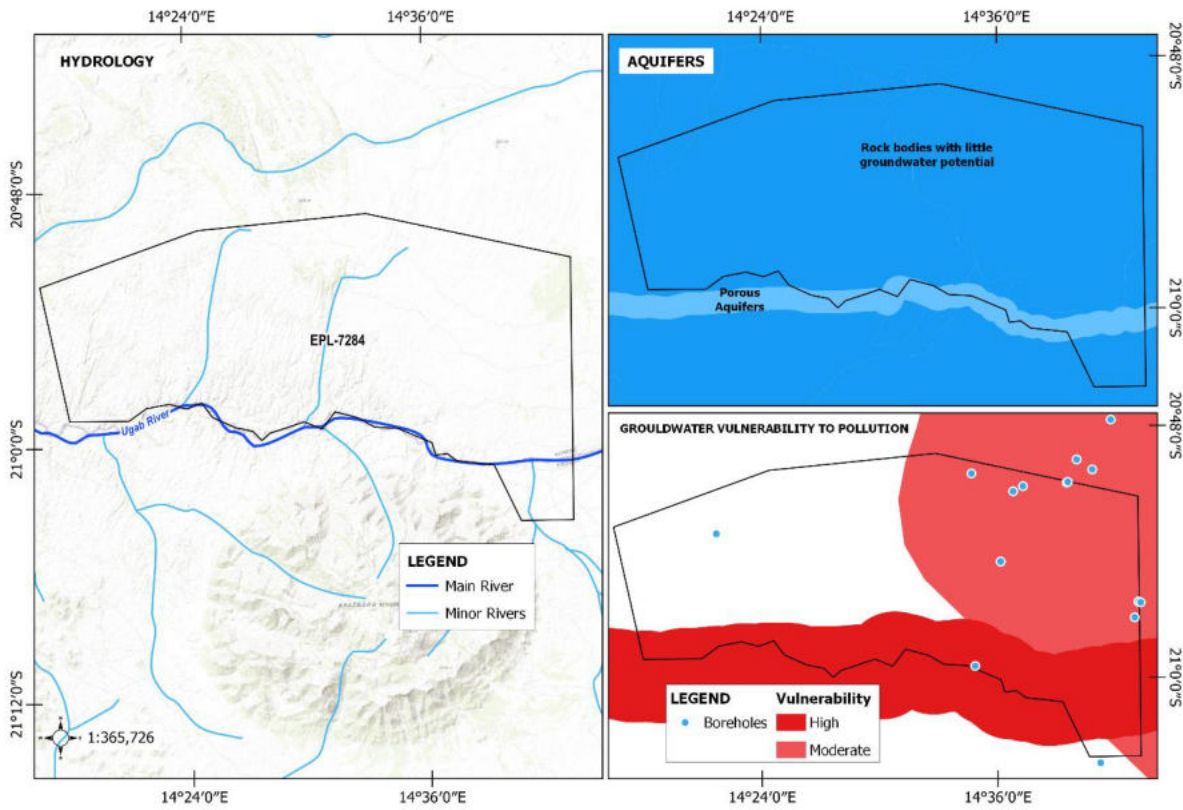 14°24'0"E
14°36'0"E
14°24'0"E
14°36'0"E
HYDROLOGY
20°48'0"S
EPL-7284
Ugab River
21°0'0"S
LEGEND
Main River
Minor Rivers
21°12'0"S
1:365,726
14°24'0"E
14°36'0"E
AQUIFERS
20°48'0"S
Rock bodies with little
groundwater potential
Porous
Aquifers
21°0'0"S
GROULDWATER VULNERABILITY TO POLLUTION
20°48'0"S
21°0'0"S
LEGEND
Boreholes
Vulnerability
High
Moderate
14°24'0"E
14°36'0"E